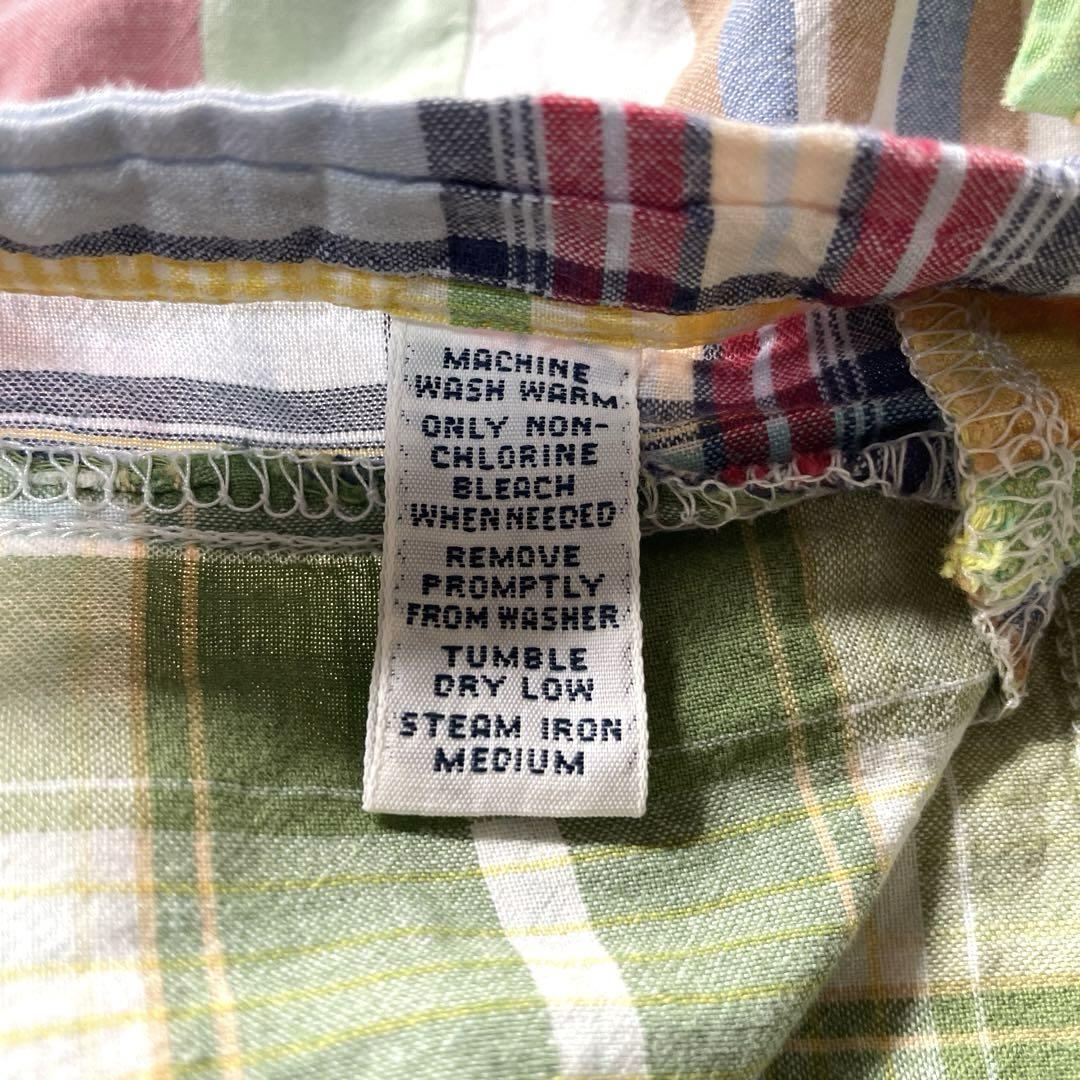 MACHINE
WASH WARM
ONLY NON-
CHLORINE
BLEACH
WHEN NEEDED
REMOVE
PROMPTLY
FROM WASHER
TUMBLE
DRY LOW
STEAM IRON
MEDIUM